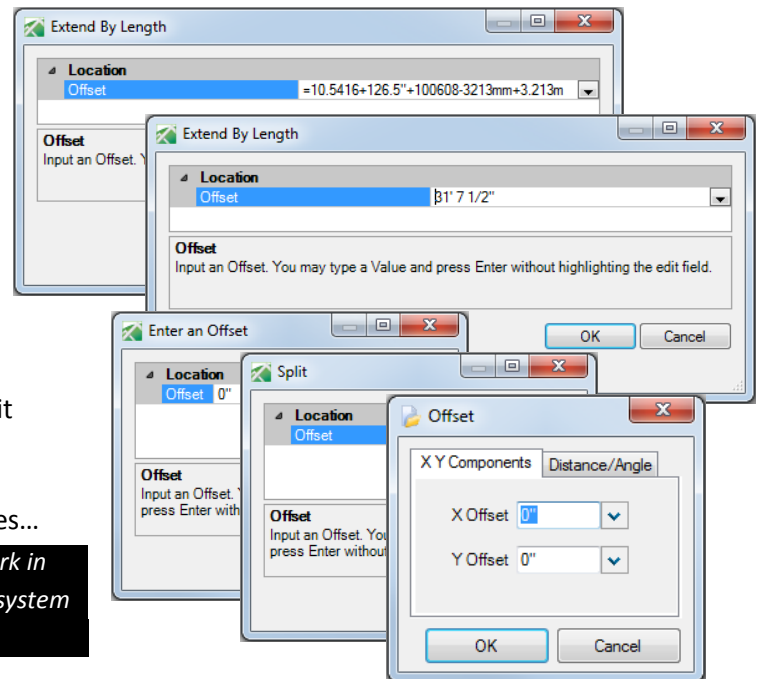 Extend By Length
Location
Offset =10.5416+126.5"+100608-3213mm+3.213m
Offset
Input an Offset.
Extend By Length
Location
Offset 31' 7 1/2"
Offset
Input an Offset. You may type a Value and press Enter without highlighting the edit field.
OK Cancel
Enter an Offset
Location
Offset 0"
Offset
Input an Offset.
press Enter with
Split
Location
Offset
Offset
Input an Offset. You
press Enter without
Offset
X Y Components Distance/Angle
X Offset 0"
Y Offset 0"
OK Cancel
it
es…
rk in
system